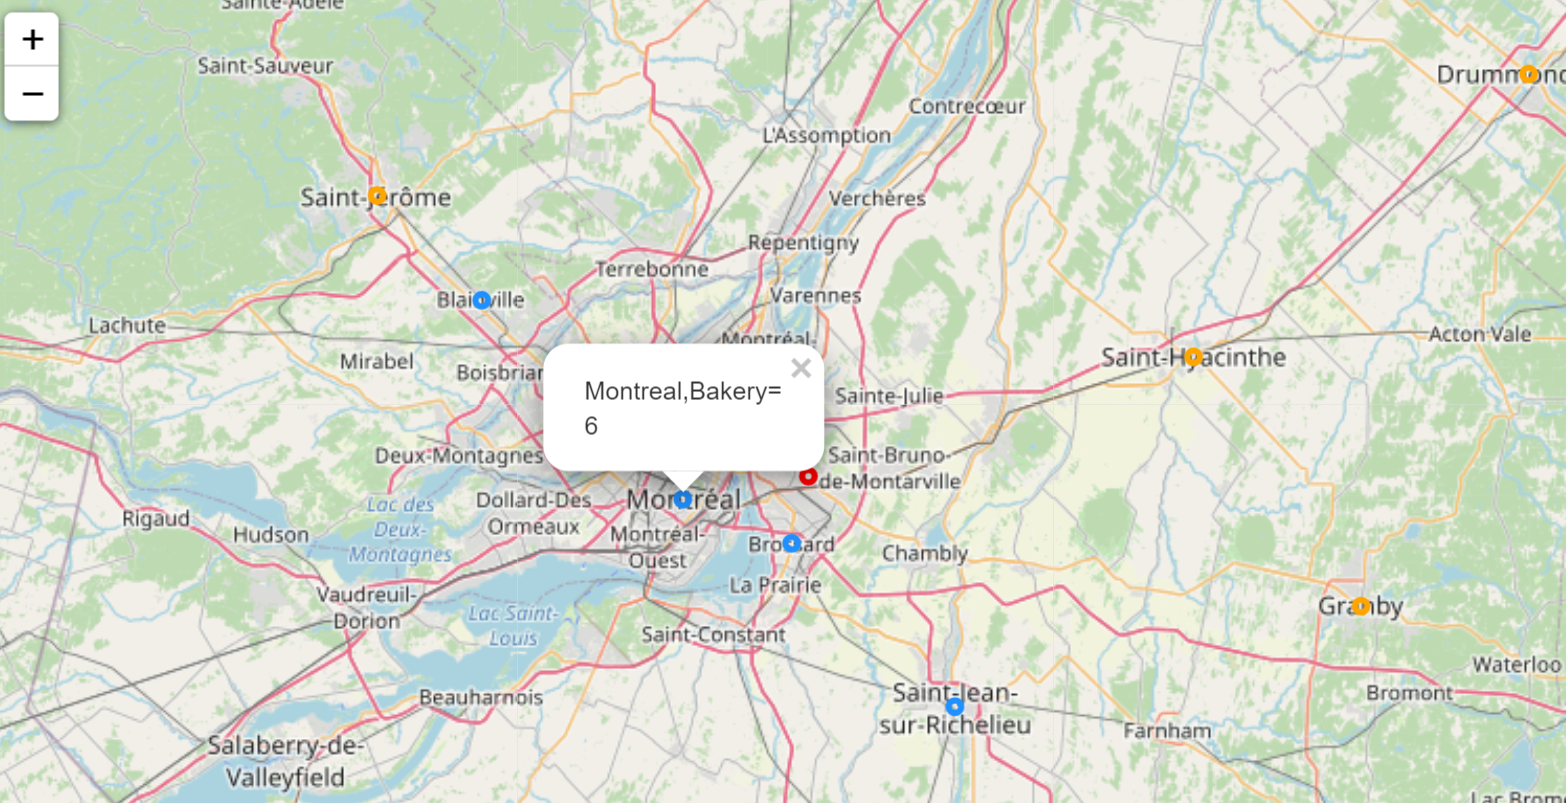 Sainte-Adèle
+
Saint-Sauveur
−
Contrecœur
L'Assomption
Saint-Jérôme
Verchères
Repentigny
Terrebonne
Varennes
Blainville
Lachute
Acton Vale
Montréal-
Mirabel
Saint-Hyacinthe
Boisbrian
×
Montreal,Bakery=
6
Sainte-Julie
Deux-Montagnes
Saint-Bruno-
de-Montarville
Dollard-Des
Ormeaux
Montréal
Lac des
Deux-
Montagnes
Rigaud
Hudson
Montréal-
Ouest
Brossard
Chambly
La Prairie
Vaudreuil-
Dorion
Lac Saint-
Louis
Granby
Saint-Constant
Waterloo
Beauharnois
Saint-Jean-
sur-Richelieu
Bromont
Farnham
Salaberry-de-
Valleyfield
Lac Brom